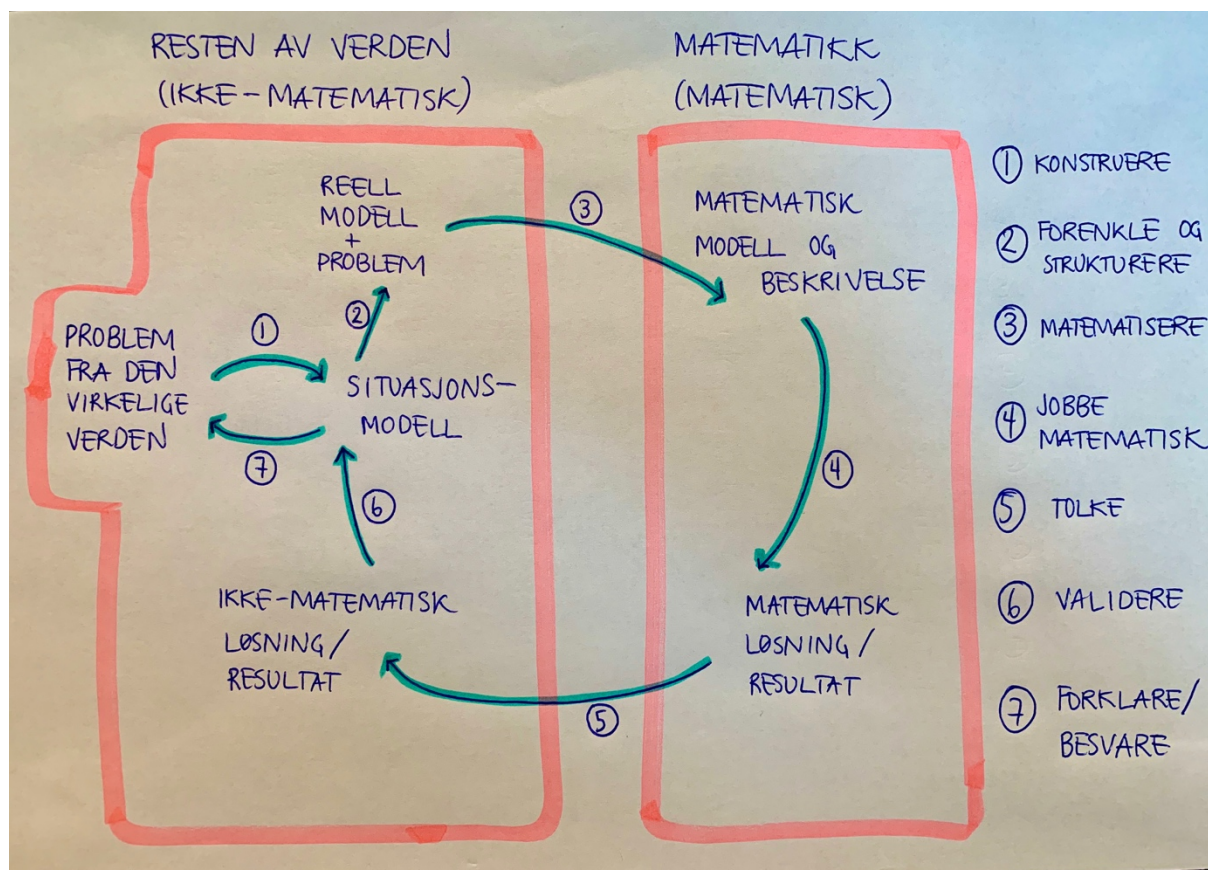 RESTEN AV VERDEN
(IKKE-MATEMATISK)
MATEMATIKK
(MATEMATISK)
REELL
MODELL
+
PROBLEM
③
MATEMATISK
MODELL OG
BESKRIVELSE
①
②
PROBLEM
FRA DEN
VIRKELIGE
VERDEN
SITUASJONS-
MODELL
⑦
⑥
④
IKKE-MATEMATISK
LØSNING/
RESULTAT
MATEMATISK
LØSNING/
RESULTAT
⑤
① KONSTRUERE
② FORENKLE OG
STRUKTURERE
③ MATEMATISERE
④ JOBBE
MATEMATISK
⑤ TOLKE
⑥ VALIDERE
⑦ FORKLARE/
BESVARE